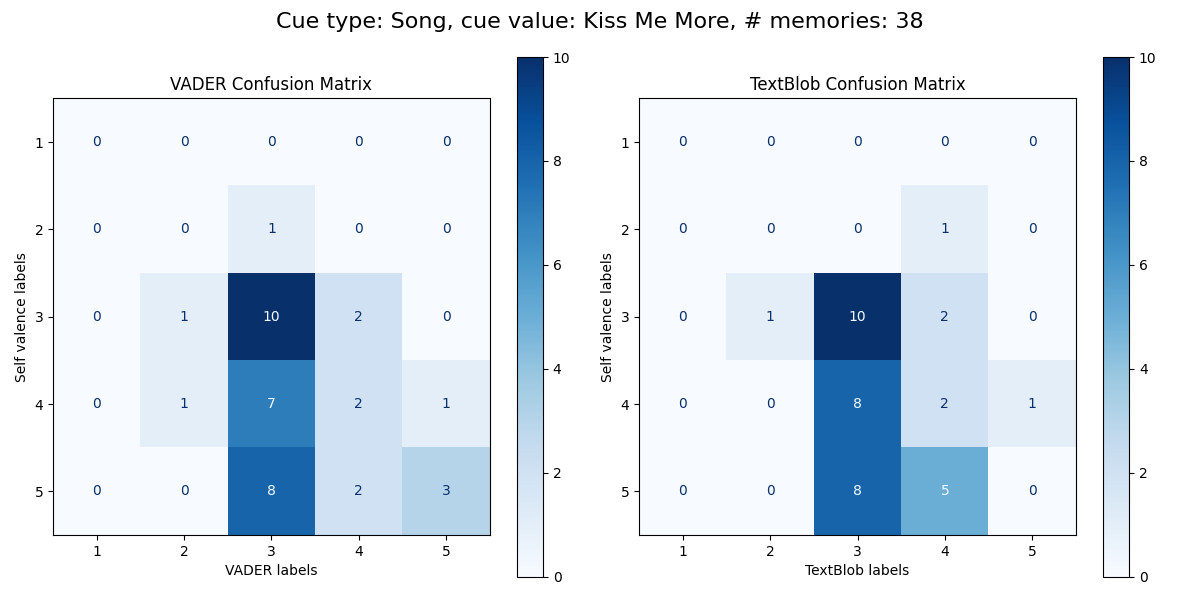 Cue type: Song, cue value: Kiss Me More, # memories: 38
VADER Confusion Matrix
Self valence labels
1 0 0 0 0 0
2 0 0 1 0 0
3 0 1 10 2 0
4 0 1 7 2 1
5 0 0 8 2 3
1 2 3 4 5
VADER labels
10
8
6
4
2
0
TextBlob Confusion Matrix
Self valence labels
1 0 0 0 0 0
2 0 0 0 1 0
3 0 1 10 2 0
4 0 0 8 2 1
5 0 0 8 5 0
1 2 3 4 5
TextBlob labels
10
8
6
4
2
0